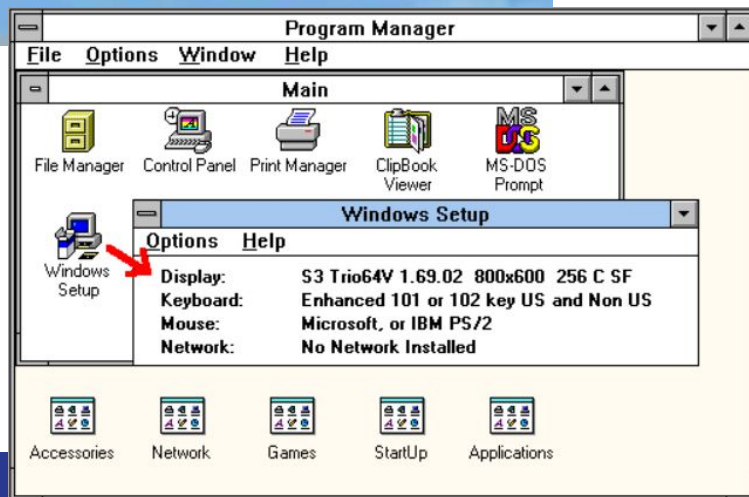 Program Manager
File Options Window Help
Main
File Manager Control Panel Print Manager ClipBook Viewer MS-DOS Prompt
MS DOS
Windows Setup
Windows Setup
Options Help
Display: S3 Trio64V 1.69.02 800x600 256 C SF
Keyboard: Enhanced 101 or 102 key US and Non US
Mouse: Microsoft, or IBM PS/2
Network: No Network Installed
Accessories Network Games StartUp Applications